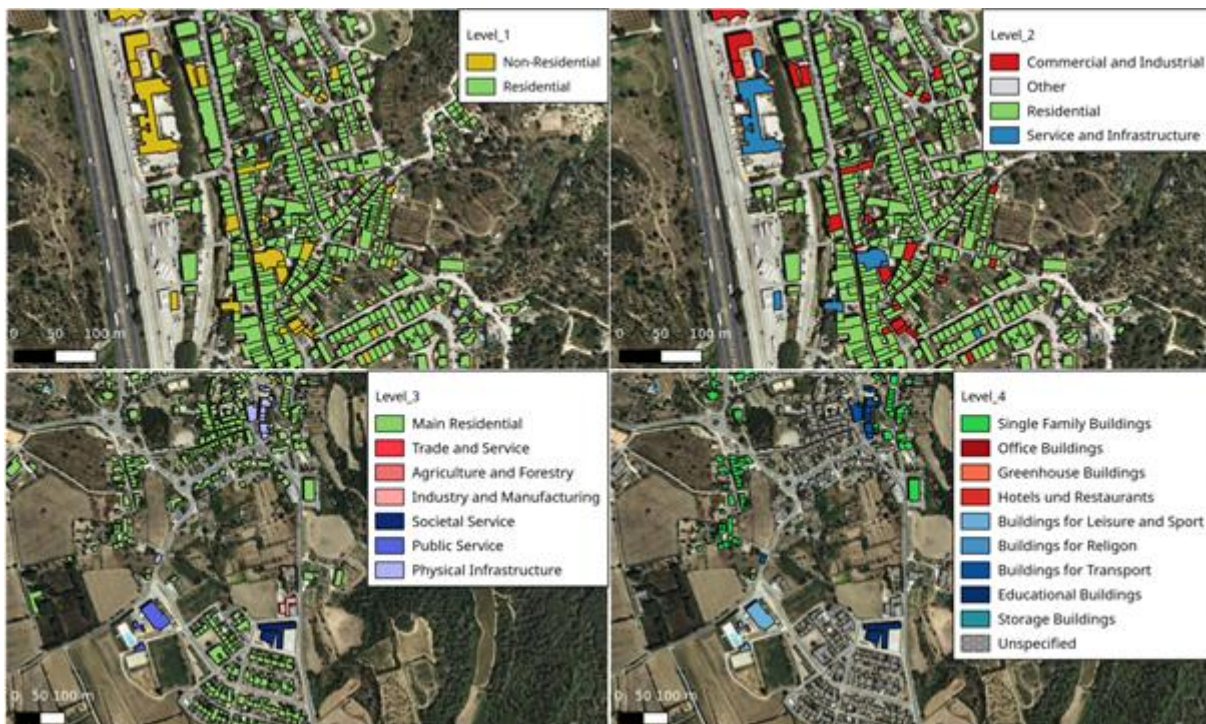 Level_1
Non-Residential
Residential
0 50 100 m
Level_2
Commercial and Industrial
Other
Residential
Service and Infrastructure
0 50 100 m
Level_3
Main Residential
Trade and Service
Agriculture and Forestry
Industry and Manufacturing
Societal Service
Public Service
Physical Infrastructure
0 50 100 m
Level_4
Single Family Buildings
Office Buildings
Greenhouse Buildings
Hotels und Restaurants
Buildings for Leisure and Sport
Buildings for Religon
Buildings for Transport
Educational Buildings
Storage Buildings
Unspecified
0 50 100 m